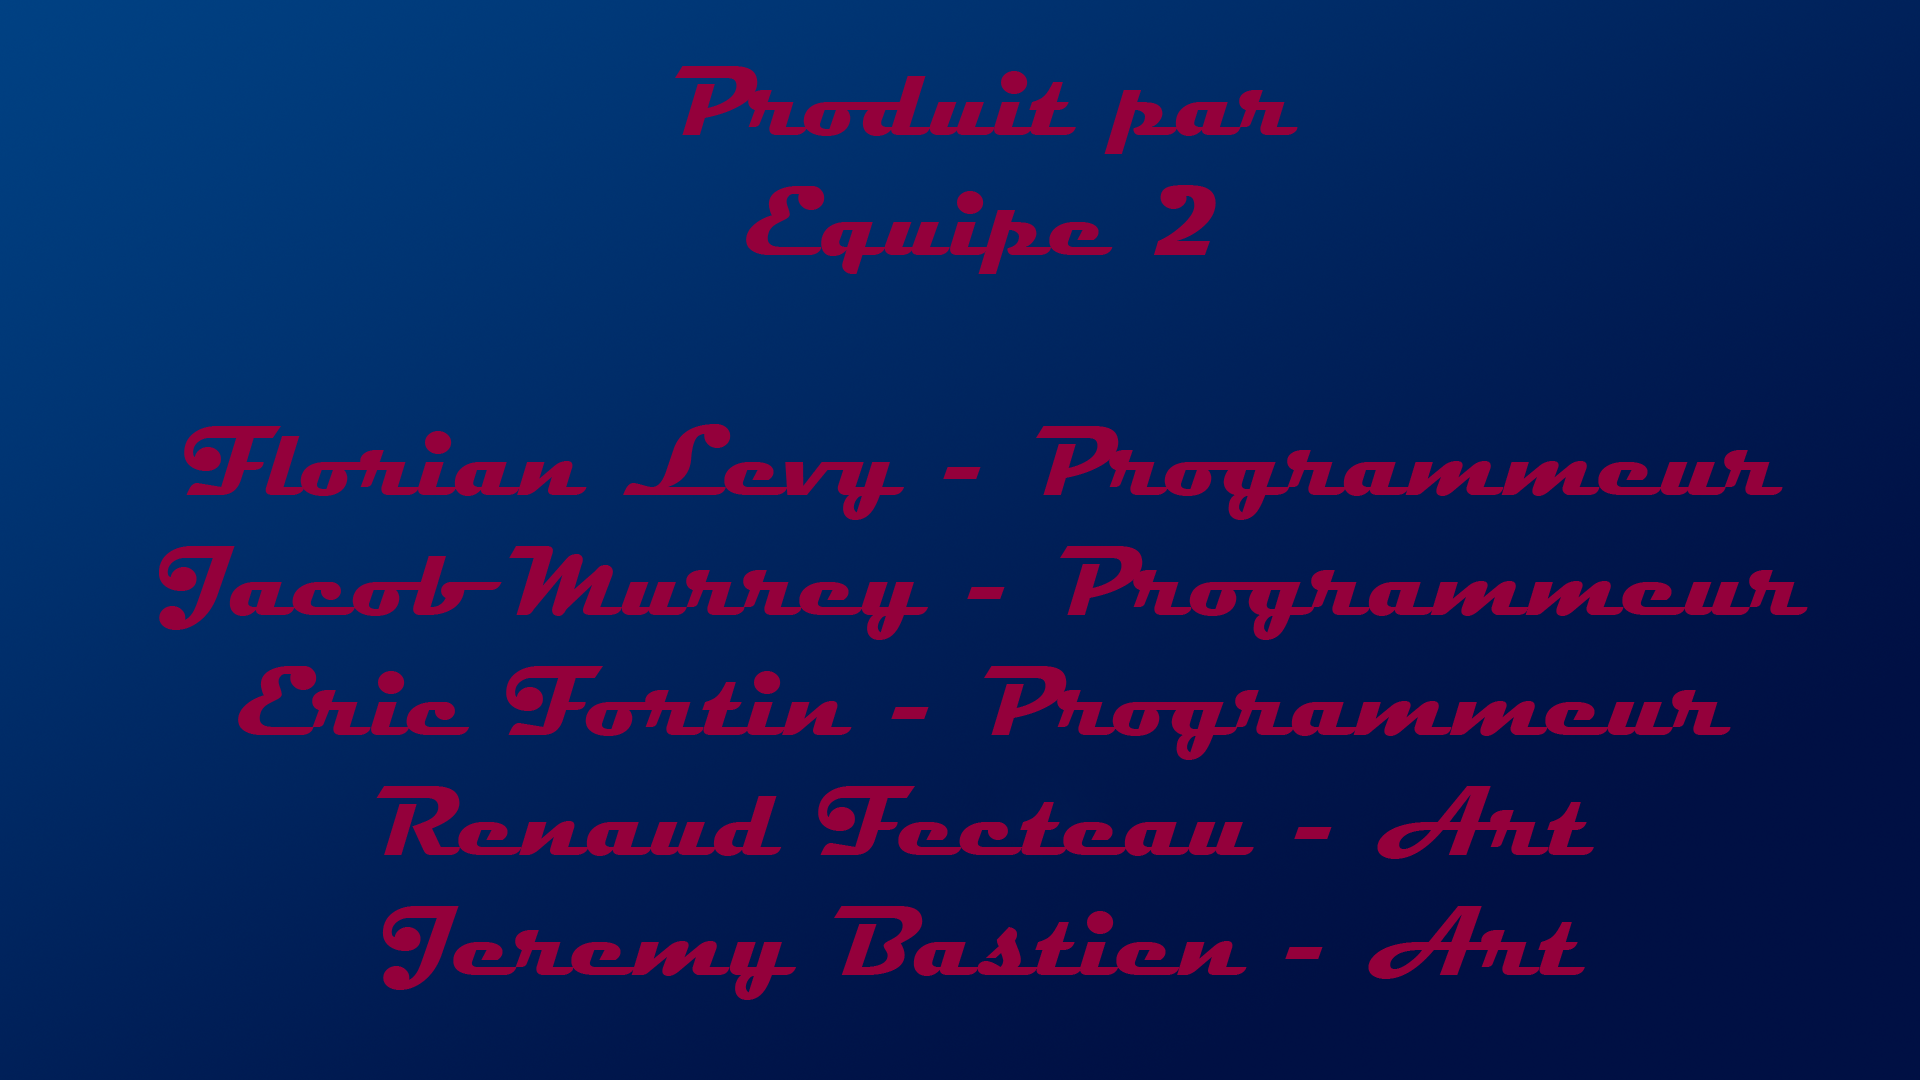 Produit par
Equipe 2
Florian Levy - Programmeur
Jacob Murrey - Programmeur
Eric Fortin - Programmeur
Renaud Fecteau - Art
Jeremy Bastien - Art